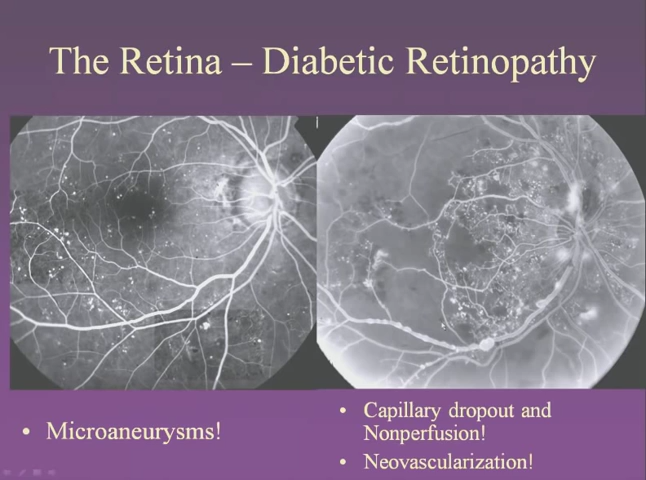 The Retina – Diabetic Retinopathy
• Microaneurysms!
• Capillary dropout and
Nonperfusion!
• Neovascularization!